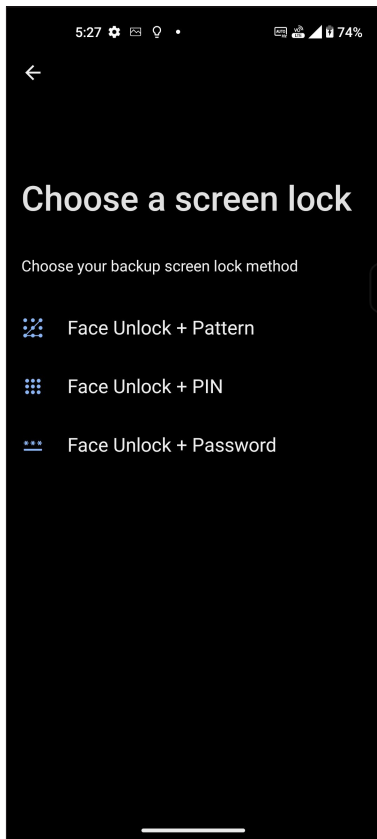 5:27 74%
Choose a screen lock
Choose your backup screen lock method
Face Unlock + Pattern
Face Unlock + PIN
Face Unlock + Password